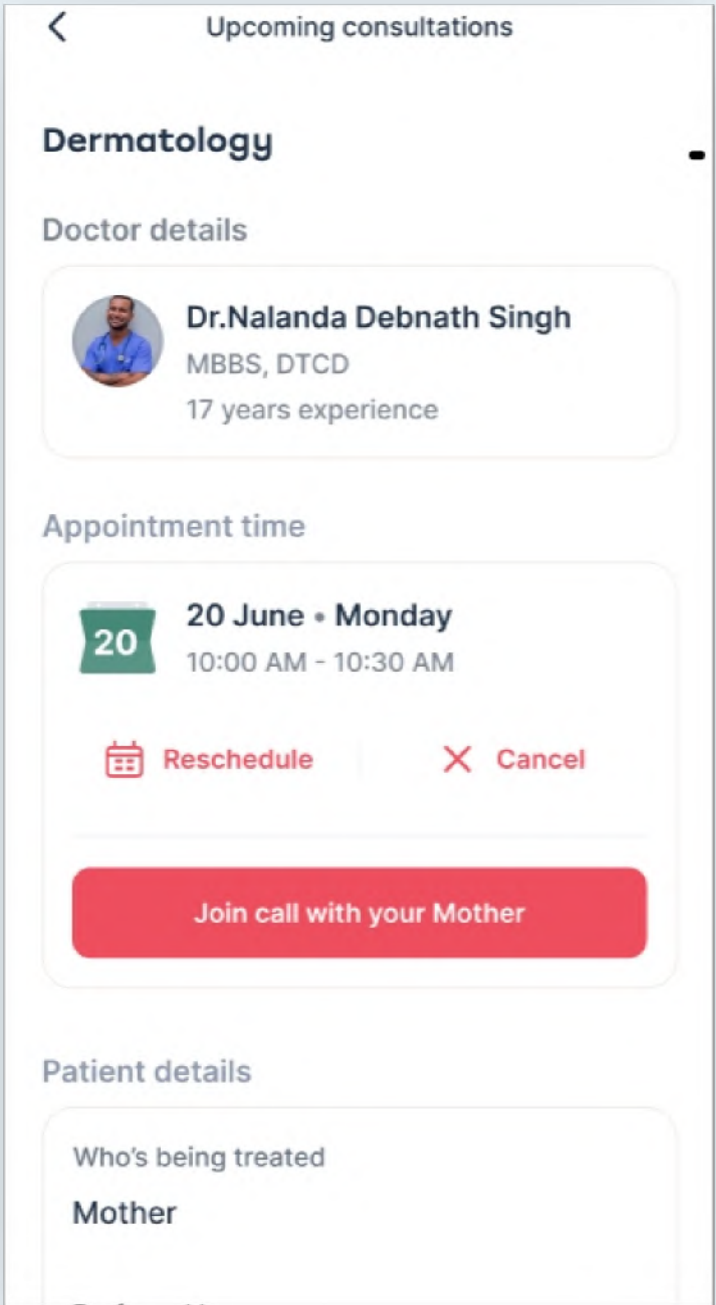 Upcoming consultations
Dermatology
Doctor details
Dr.Nalanda Debnath Singh
MBBS, DTCD
17 years experience
Appointment time
20
20 June • Monday
10:00 AM - 10:30 AM
Reschedule
Cancel
Join call with your Mother
Patient details
Who's being treated
Mother